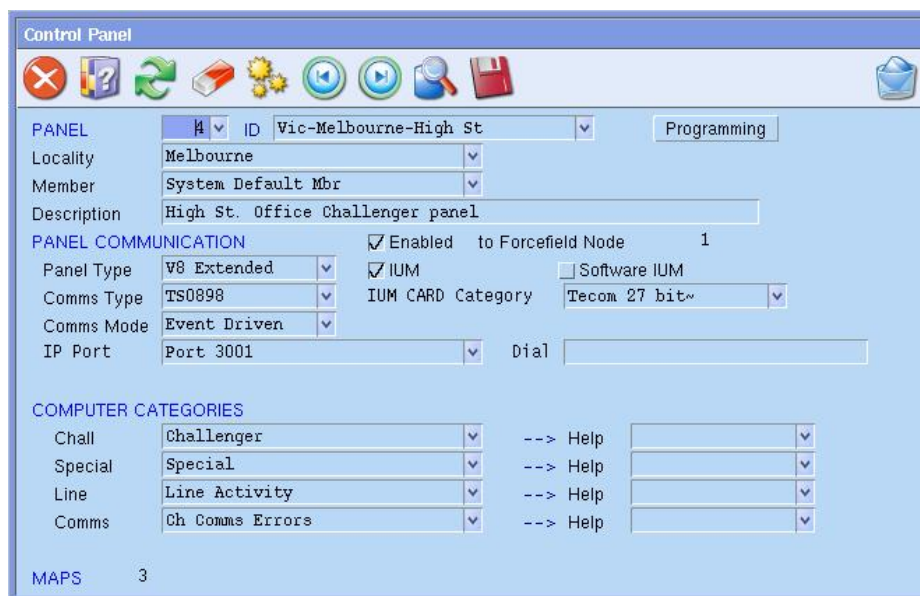 Control Panel
PANEL 4 ID Vic-Melbourne-High St Programming
Locality Melbourne
Member System Default Mbr
Description High St. Office Challenger panel
PANEL COMMUNICATION Enabled to Forcefield Node 1
Panel Type V8 Extended IUM Software IUM
Comms Type TS0898 IUM CARD Category Tecom 27 bit~
Comms Mode Event Driven
IP Port Port 3001 Dial
COMPUTER CATEGORIES
Chall Challenger --> Help
Special Special --> Help
Line Line Activity --> Help
Comms Ch Comms Errors --> Help
MAPS 3